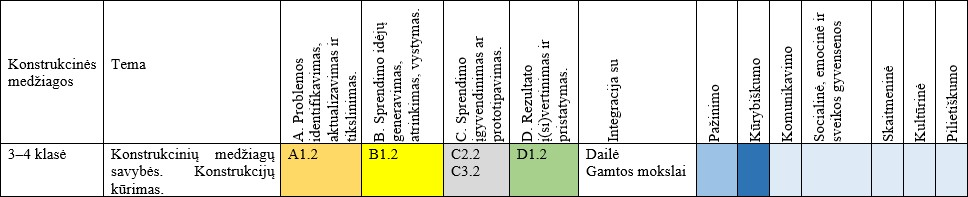 Konstrukcinės
medžiagos
Tema
A. Problemos
identifikavimas,
aktualizavimas ir
tikslinimas.
B. Sprendimo idėjų
generavimas,
atrinkimas, vystymas.
C. Sprendimo
įgyvendinimas ar
prototipavimas.
D. Rezultato
į(si)vertinimas ir
pristatymas.
Integracija su
Pažinimo
Kūrybiškumo
Komunikavimo
Socialinė, emocinė ir
sveikos gyvensenos
Skaitmeninė
Kultūrinė
Pilietiškumo
3–4 klasė
Konstrukcinių medžiagų
savybės. Konstrukcijų
kūrimas.
A1.2
B1.2
C2.2
C3.2
D1.2
Dailė
Gamtos mokslai